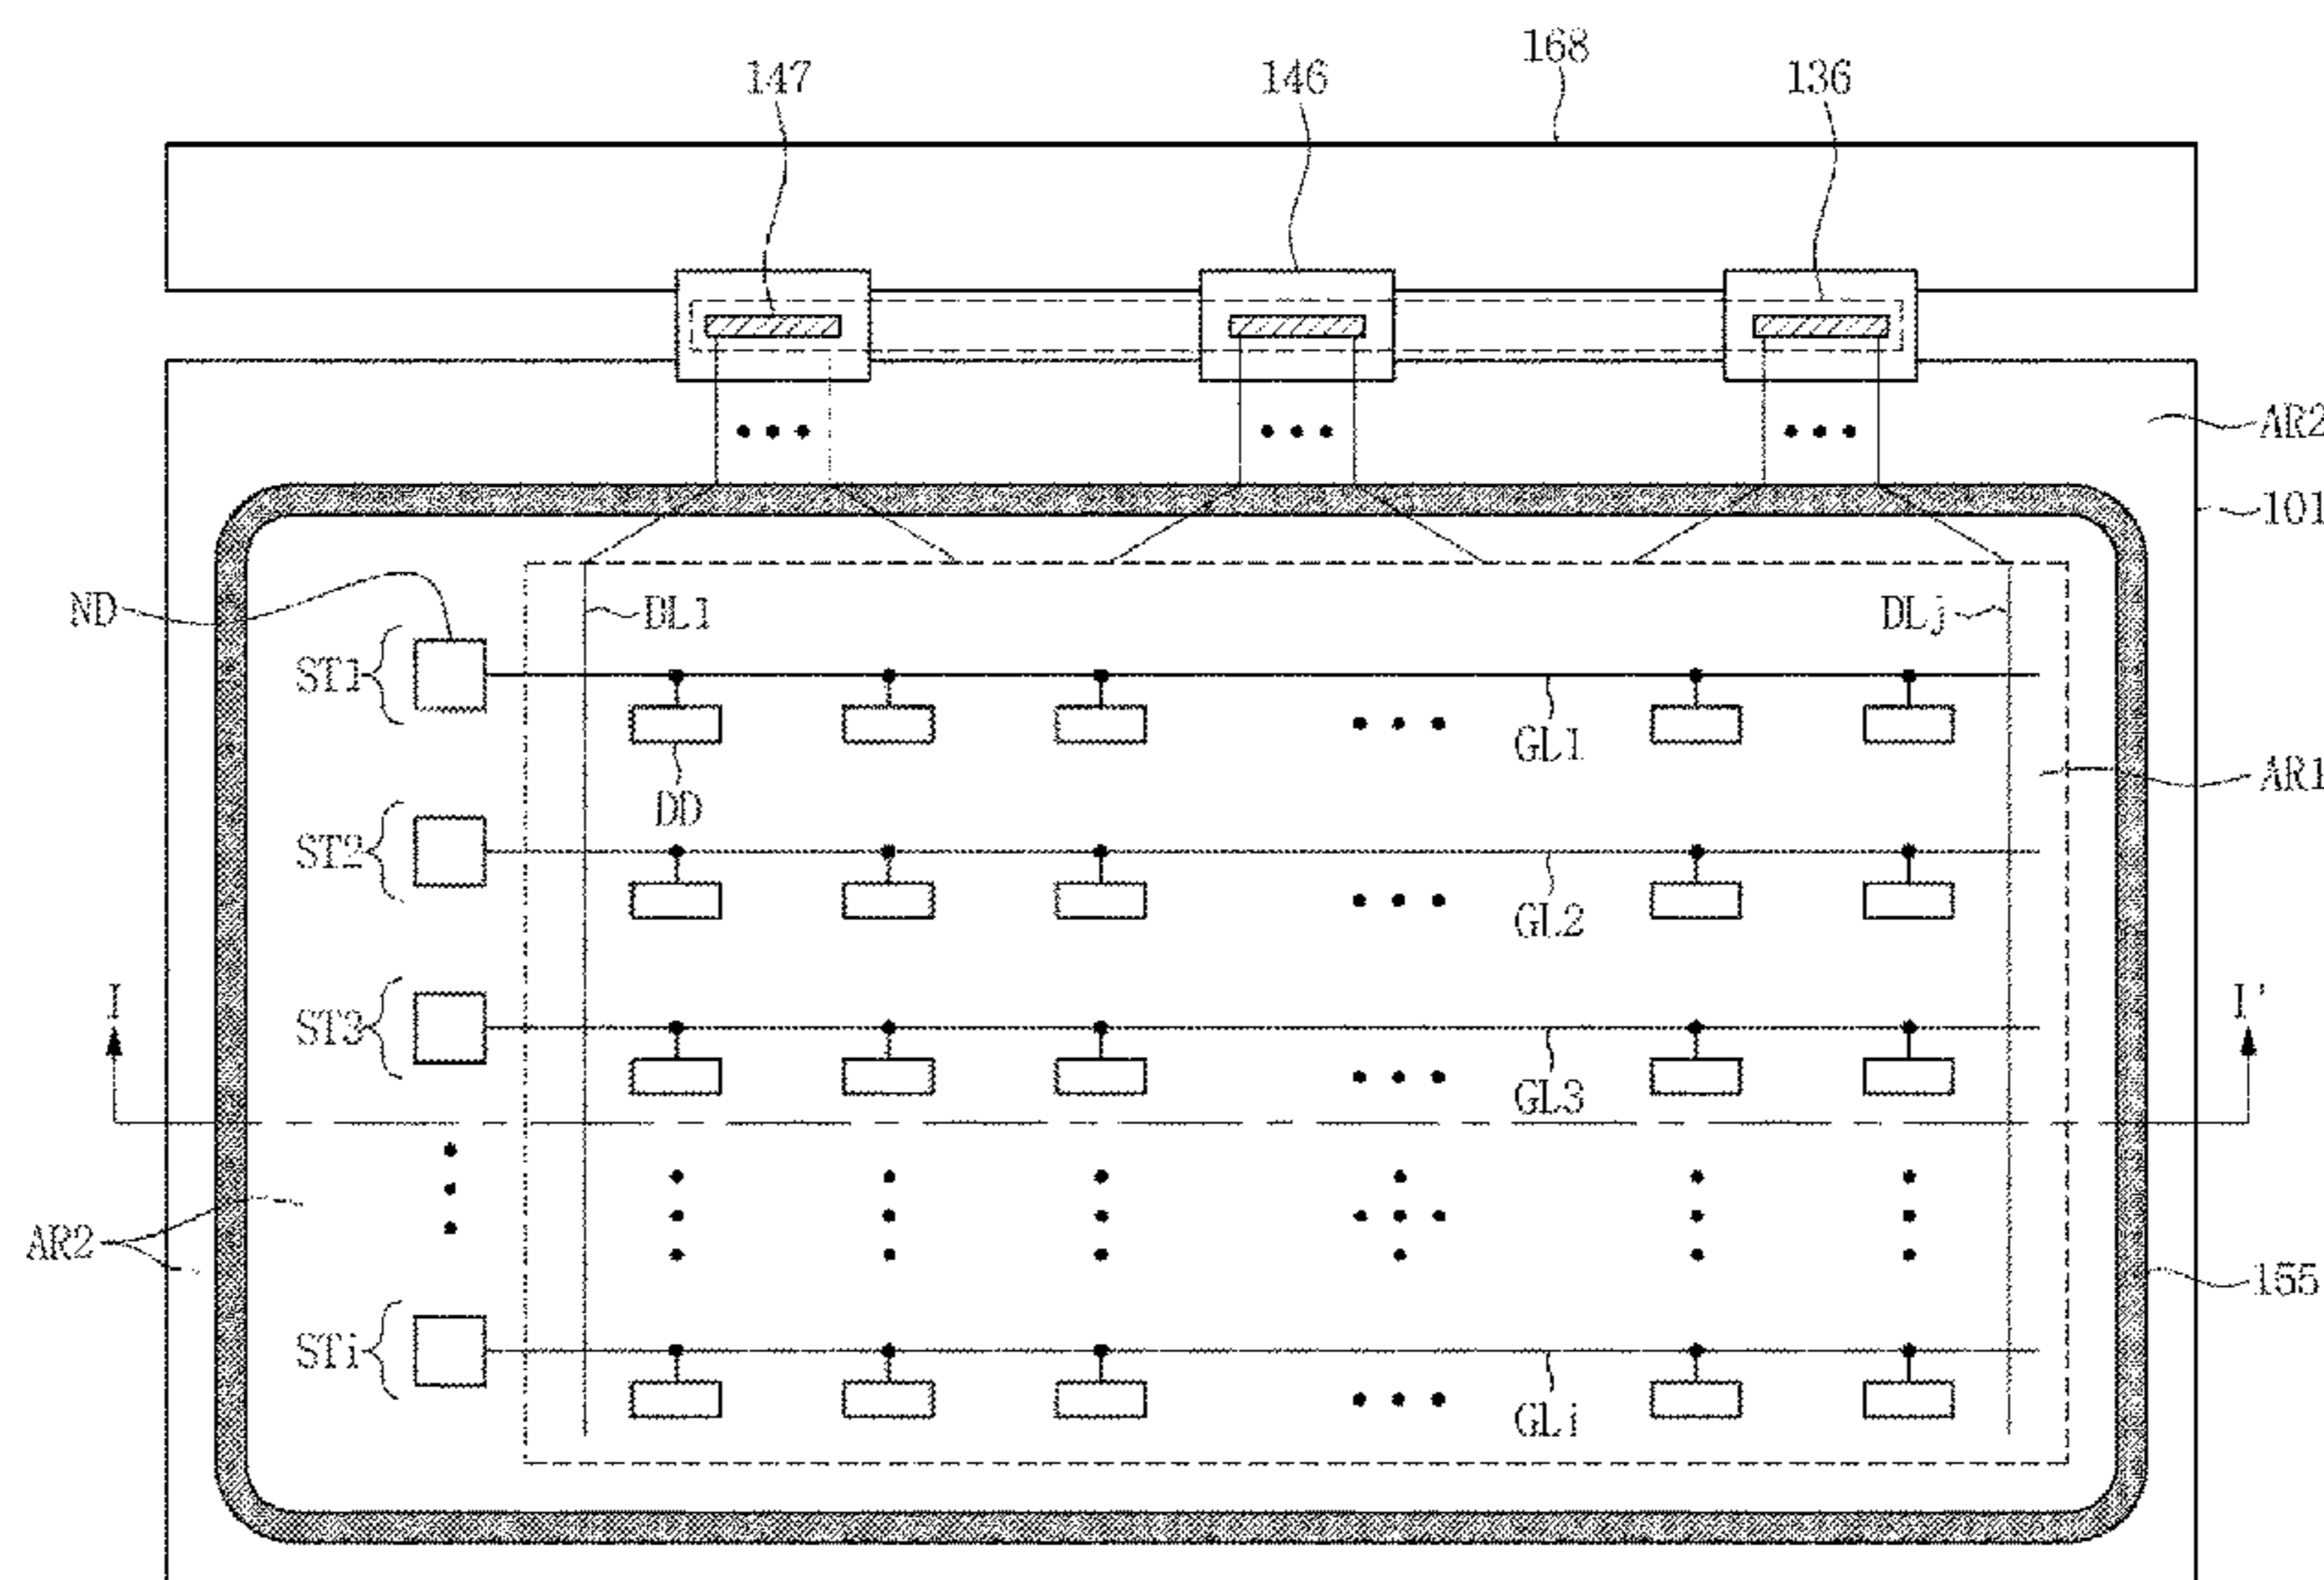 168
147 146 136
AR2
101
ND DL1 DLj
ST1
GL1
AR1
DD
ST2
GL2
I I'
ST3
GL3
AR2
155
STi
GLi